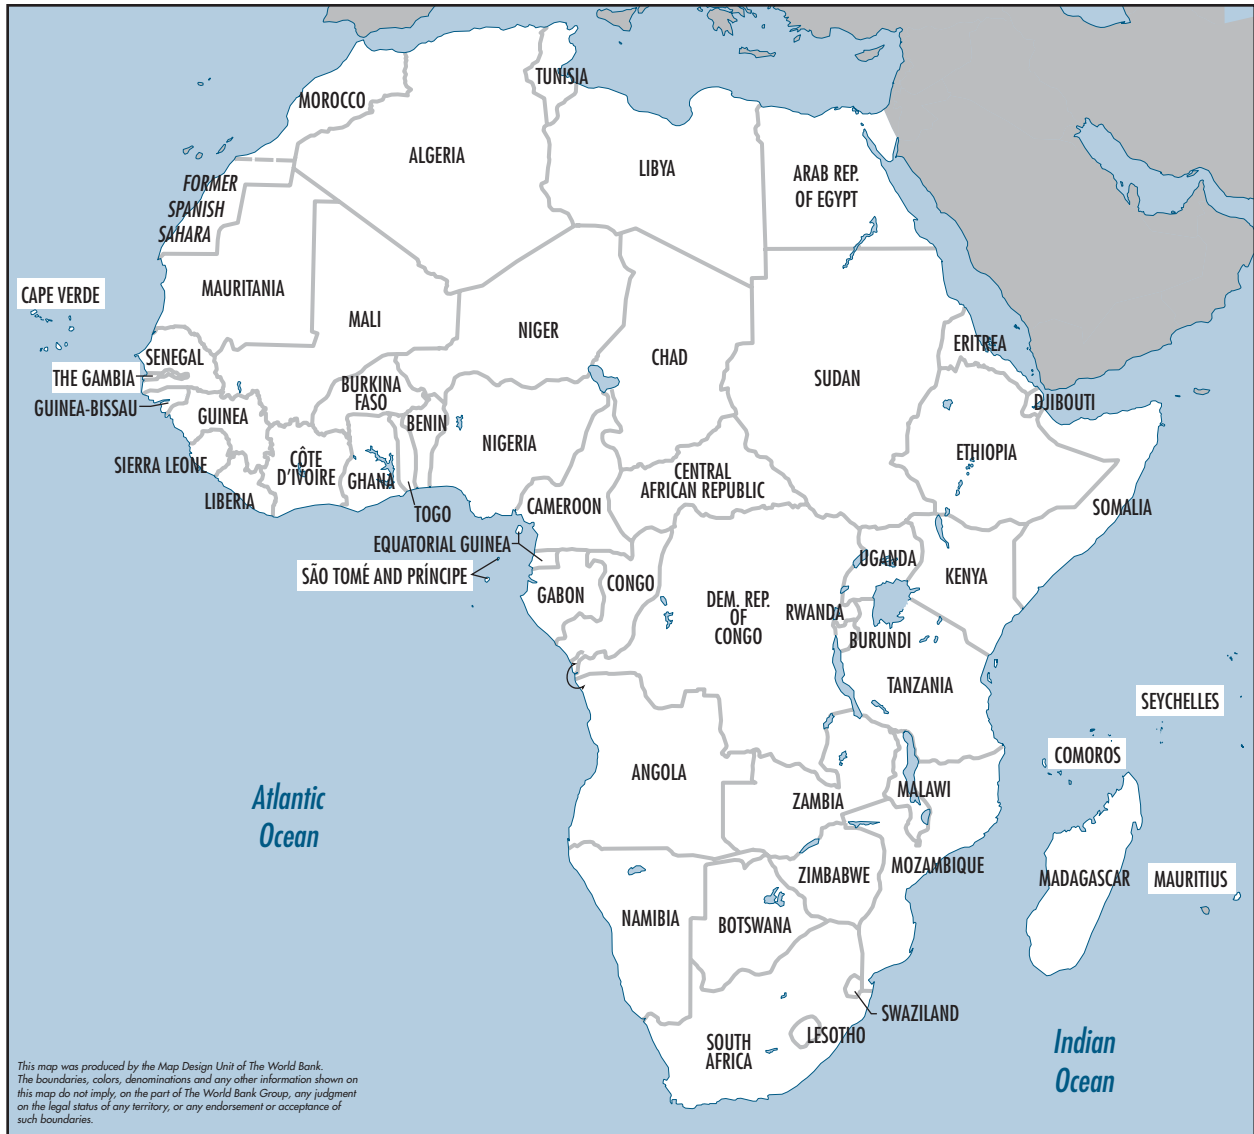 TUNISIA
MOROCCO
ALGERIA
LIBYA
ARAB REP.
OF EGYPT
FORMER
SPANISH
SAHARA
CAPE VERDE
MAURITANIA
MALI
NIGER
CHAD
SUDAN
ERITREA
SENEGAL
THE GAMBIA
GUINEA-BISSAU
GUINEA
BURKINA
FASO
BENIN
NIGERIA
DJIBOUTI
ETHIOPIA
SIERRA LEONE
LIBERIA
CÔTE
D'IVOIRE
GHANA
TOGO
CENTRAL
AFRICAN REPUBLIC
CAMEROON
SOMALIA
EQUATORIAL GUINEA
SÃO TOMÉ AND PRÍNCIPE
GABON
CONGO
DEM. REP.
OF
CONGO
UGANDA
KENYA
RWANDA
BURUNDI
TANZANIA
SEYCHELLES
COMOROS
ANGOLA
ZAMBIA
MALAWI
Atlantic
Ocean
ZIMBABWE
MOZAMBIQUE
MADAGASCAR
MAURITIUS
NAMIBIA
BOTSWANA
SWAZILAND
LESOTHO
SOUTH
AFRICA
Indian
Ocean
This map was produced by the Map Design Unit of The World Bank.
The boundaries, colors, denominations and any other information shown on
this map do not imply, on the part of The World Bank Group, any judgment
on the legal status of any territory, or any endorsement or acceptance of
such boundaries.